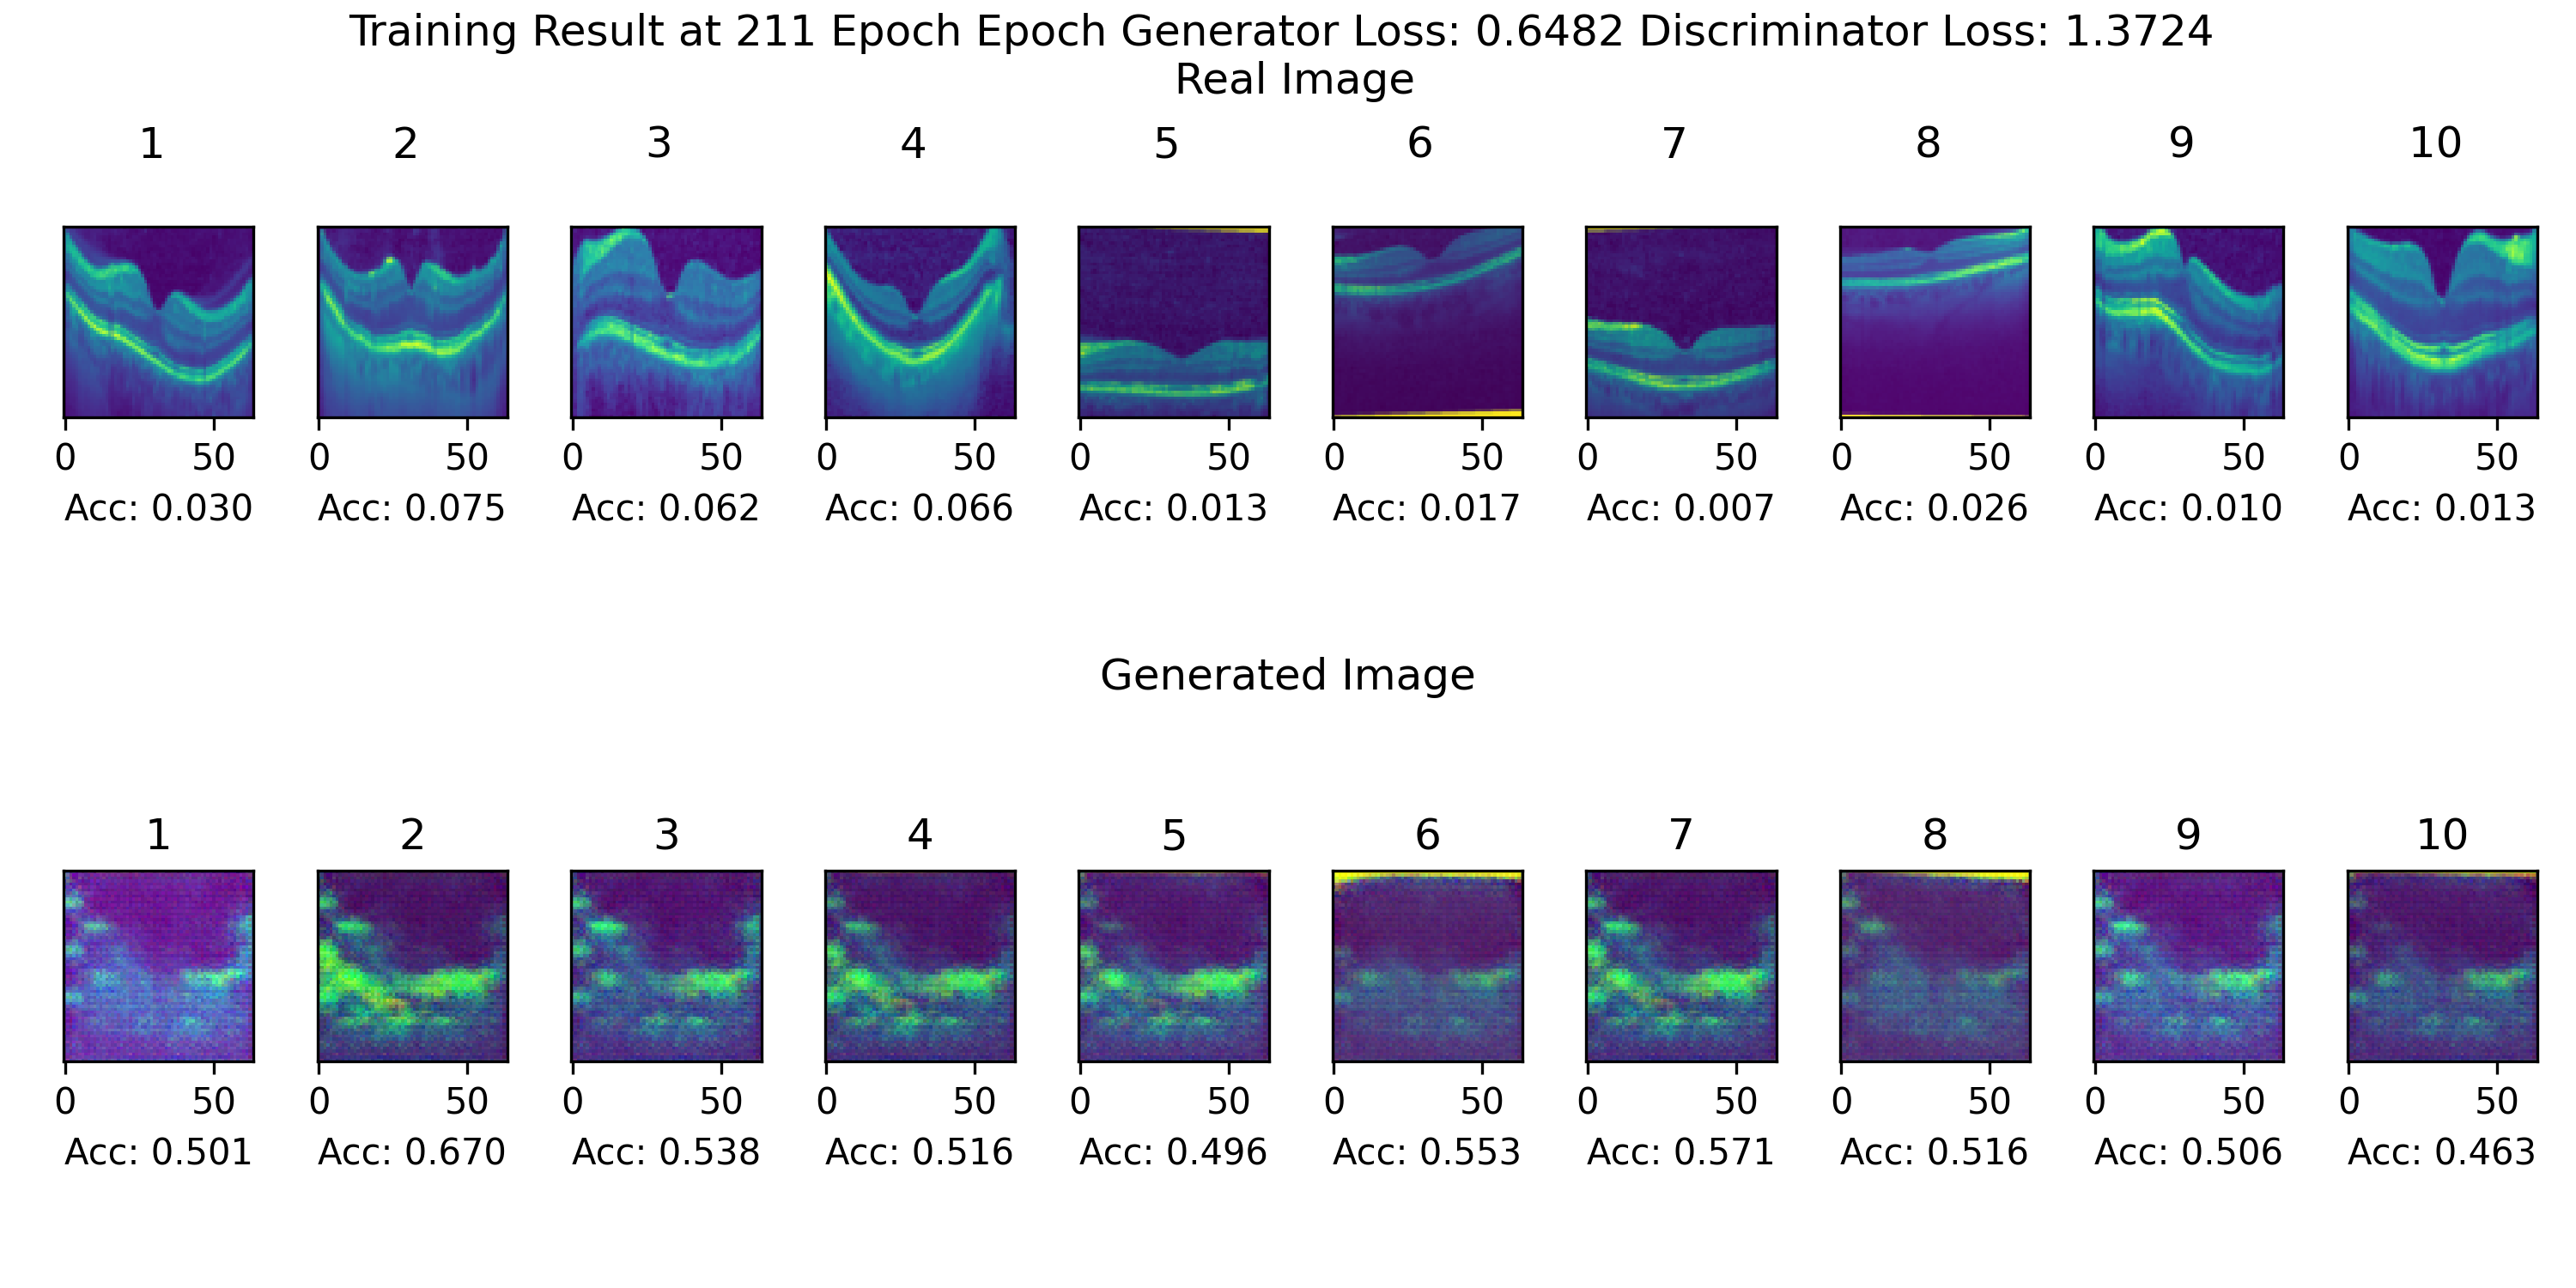 Training Result at 211 Epoch Epoch Generator Loss: 0.6482 Discriminator Loss: 1.3724
Real Image
1 2 3 4 5 6 7 8 9 10
0 50 0 50 0 50 0 50 0 50 0 50 0 50 0 50 0 50 0 50
Acc: 0.030 Acc: 0.075 Acc: 0.062 Acc: 0.066 Acc: 0.013 Acc: 0.017 Acc: 0.007 Acc: 0.026 Acc: 0.010 Acc: 0.013
Generated Image
1 2 3 4 5 6 7 8 9 10
0 50 0 50 0 50 0 50 0 50 0 50 0 50 0 50 0 50 0 50
Acc: 0.501 Acc: 0.670 Acc: 0.538 Acc: 0.516 Acc: 0.496 Acc: 0.553 Acc: 0.571 Acc: 0.516 Acc: 0.506 Acc: 0.463